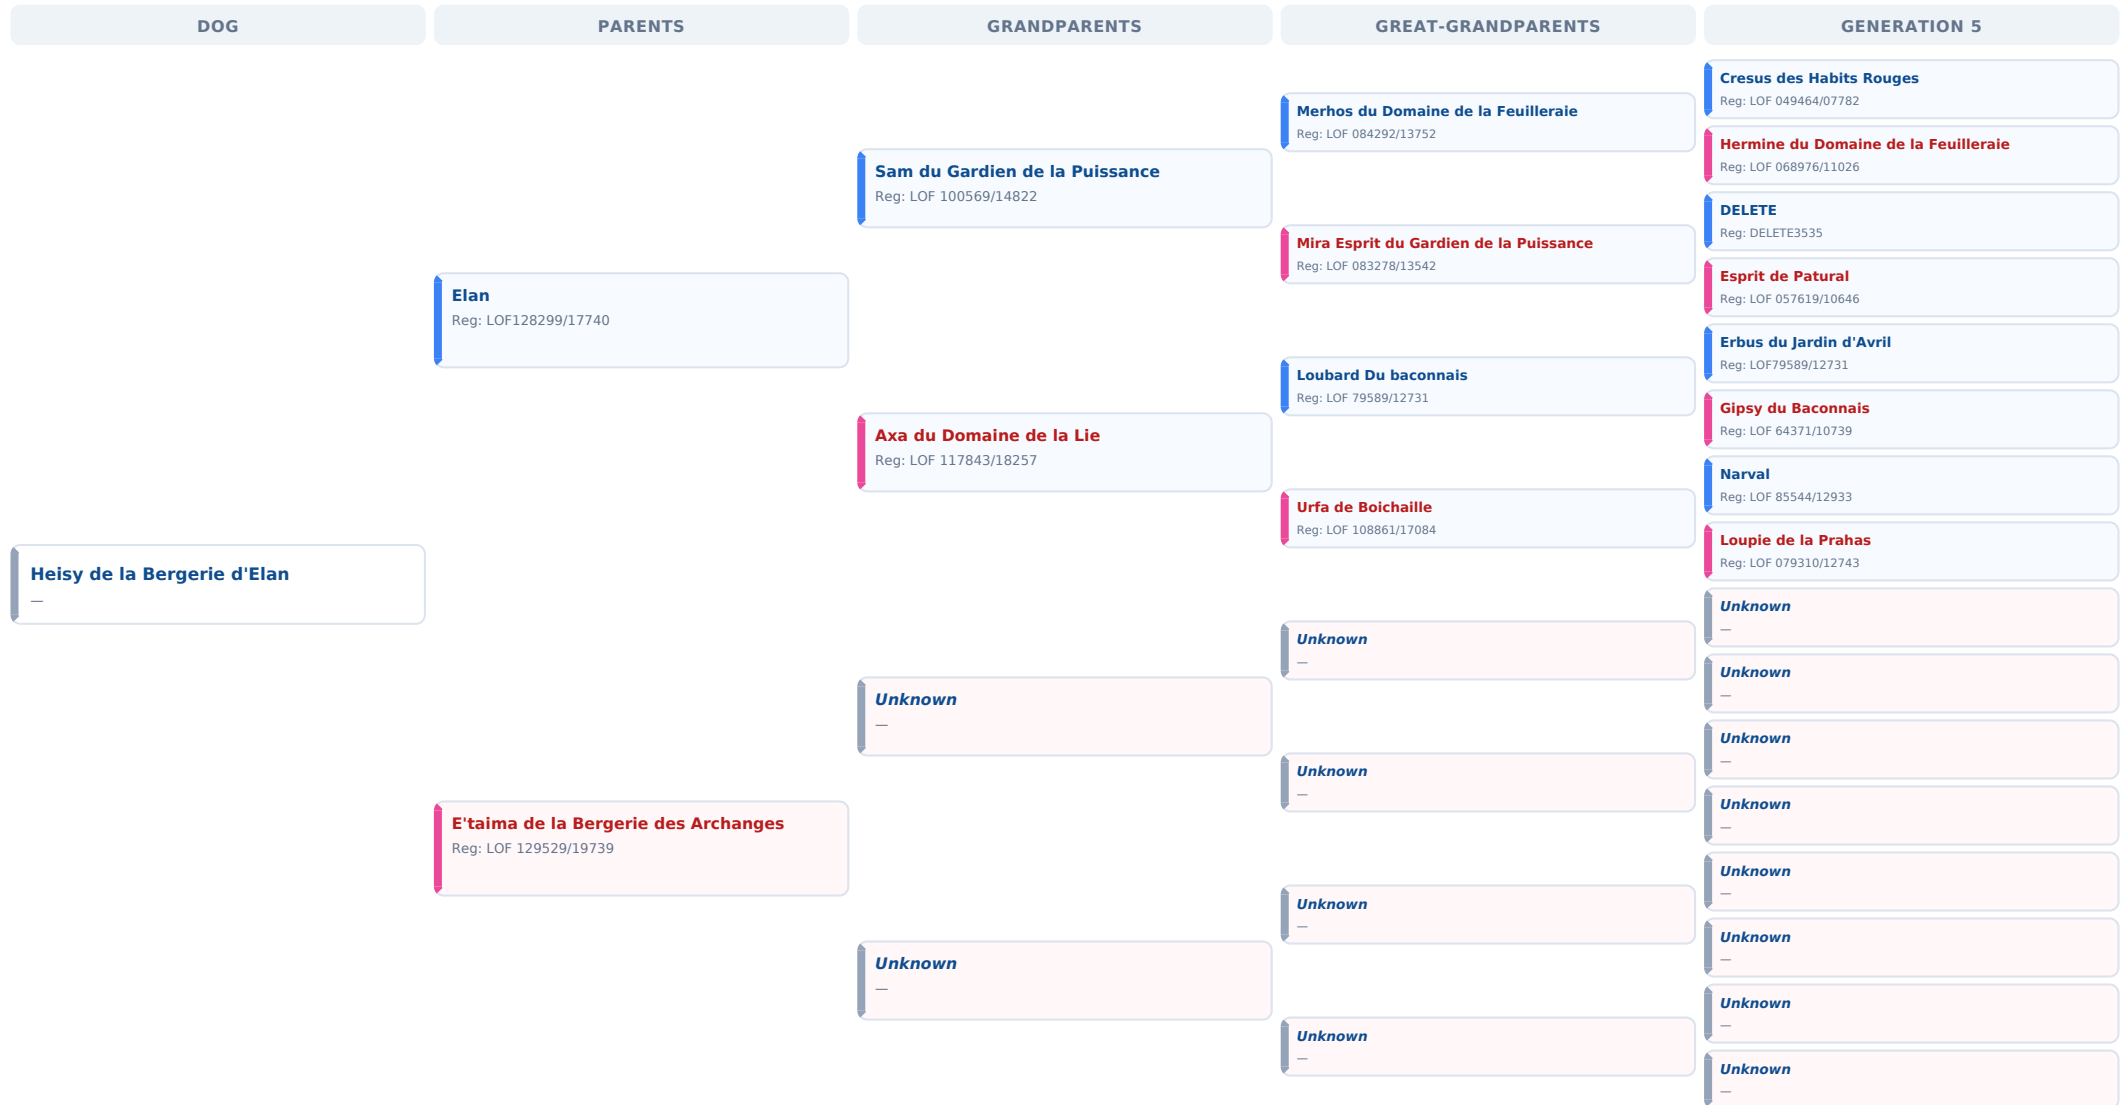 DOG
PARENTS
GRANDPARENTS
GREAT-GRANDPARENTS
GENERATION 5
Heisy de la Bergerie d'Elan
—
Elan
Reg: LOF128299/17740
E'taima de la Bergerie des Archanges
Reg: LOF 129529/19739
Sam du Gardien de la Puissance
Reg: LOF 100569/14822
Axa du Domaine de la Lie
Reg: LOF 117843/18257
Unknown
—
Unknown
—
Merhos du Domaine de la Feuilleraie
Reg: LOF 084292/13752
Mira Esprit du Gardien de la Puissance
Reg: LOF 083278/13542
Loubard Du baconnais
Reg: LOF 79589/12731
Urfa de Boichaille
Reg: LOF 108861/17084
Unknown
—
Unknown
—
Unknown
—
Unknown
—
Cresus des Habits Rouges
Reg: LOF 049464/07782
Hermine du Domaine de la Feuilleraie
Reg: LOF 068976/11026
DELETE
Reg: DELETE3535
Esprit de Patural
Reg: LOF 057619/10646
Erbus du Jardin d'Avril
Reg: LOF79589/12731
Gipsy du Baconnais
Reg: LOF 64371/10739
Narval
Reg: LOF 85544/12933
Loupie de la Prahas
Reg: LOF 079310/12743
Unknown
—
Unknown
—
Unknown
—
Unknown
—
Unknown
—
Unknown
—
Unknown
—
Unknown
—